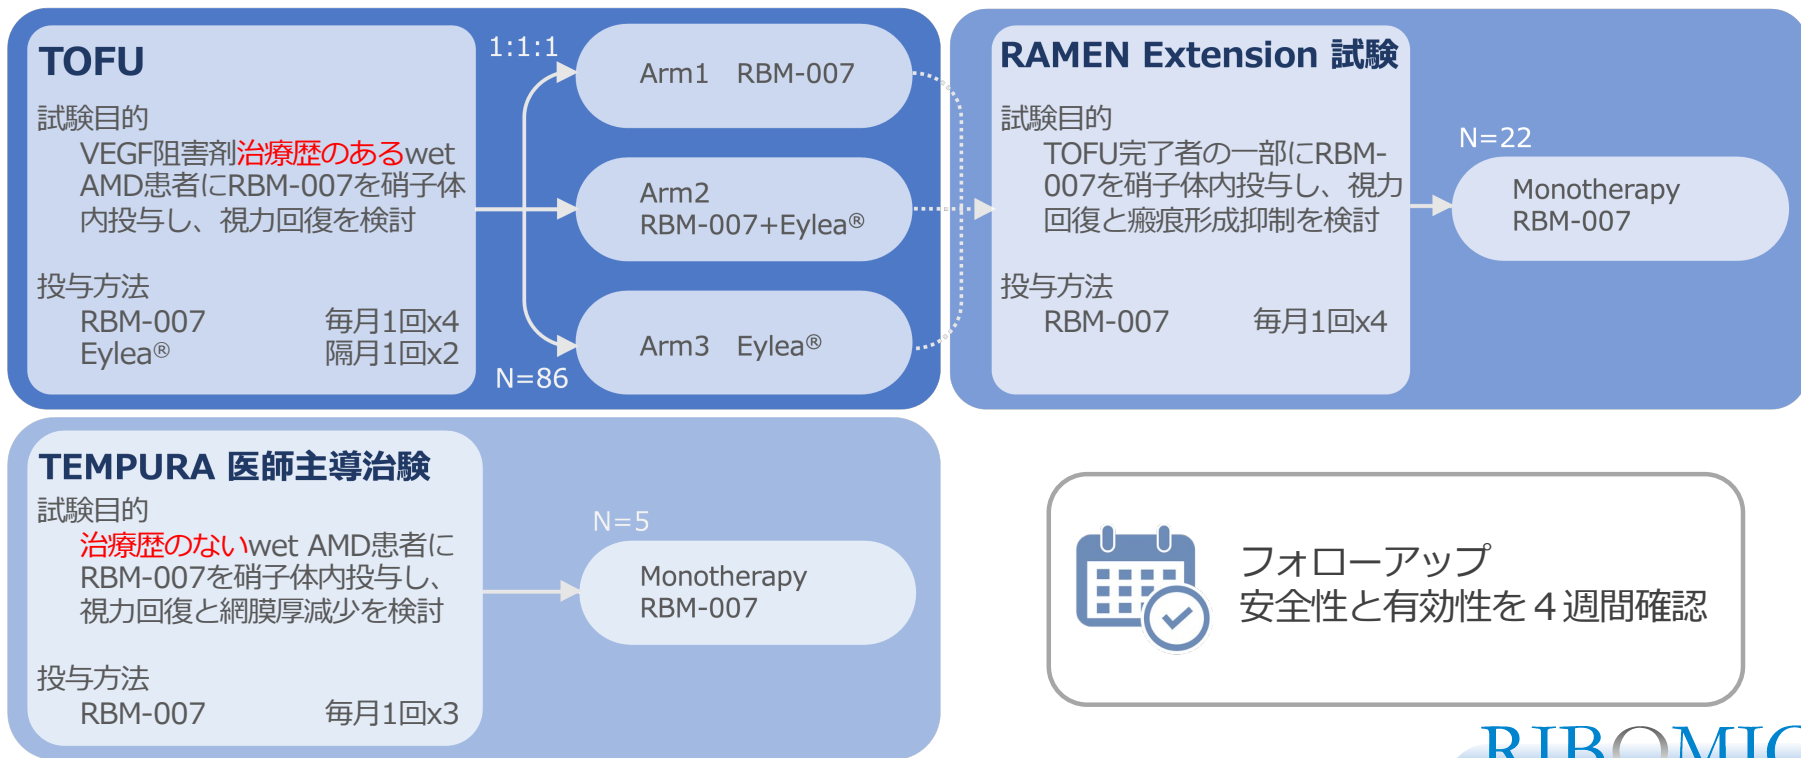 TOFU
試験目的
VEGF阻害剤治療歴のあるwet
AMD患者にRBM-007を硝子体
内投与し、視力回復を検討
投与方法
RBM-007 毎月1回x4
Eylea® 隔月1回x2
1:1:1
N=86
Arm1 RBM-007
Arm2
RBM-007+Eylea®
Arm3 Eylea®
RAMEN Extension 試験
試験目的
TOFU完了者の一部にRBM-
007を硝子体内投与し、視力
回復と瘢痕形成抑制を検討
投与方法
RBM-007 毎月1回x4
N=22
Monotherapy
RBM-007
TEMPURA 医師主導治験
試験目的
治療歴のないwet AMD患者に
RBM-007を硝子体内投与し、
視力回復と網膜厚減少を検討
投与方法
RBM-007 毎月1回x3
N=5
Monotherapy
RBM-007
フォローアップ
安全性と有効性を４週間確認
RIBOMIC